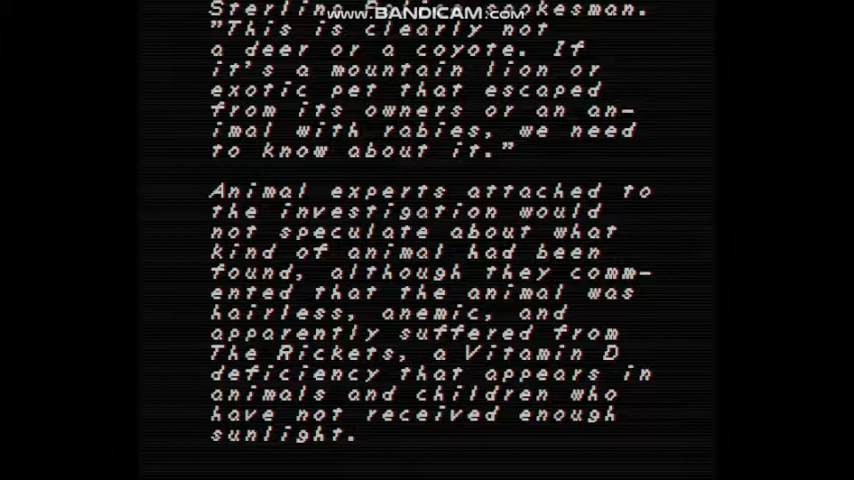 Sterling Police spokesman.
www.BANDICAM.com
"This is clearly not
a deer or a coyote. If
it's a mountain lion or
exotic pet that escaped
from its owners or an an-
imal with rabies, we need
to know about it."
Animal experts attached to
the investigation would
not speculate about what
kind of animal had been
found, although they comm-
ented that the animal was
hairless, anemic, and
apparently suffered from
The Rickets, a Vitamin D
deficiency that appears in
animals and children who
have not received enough
sunlight.